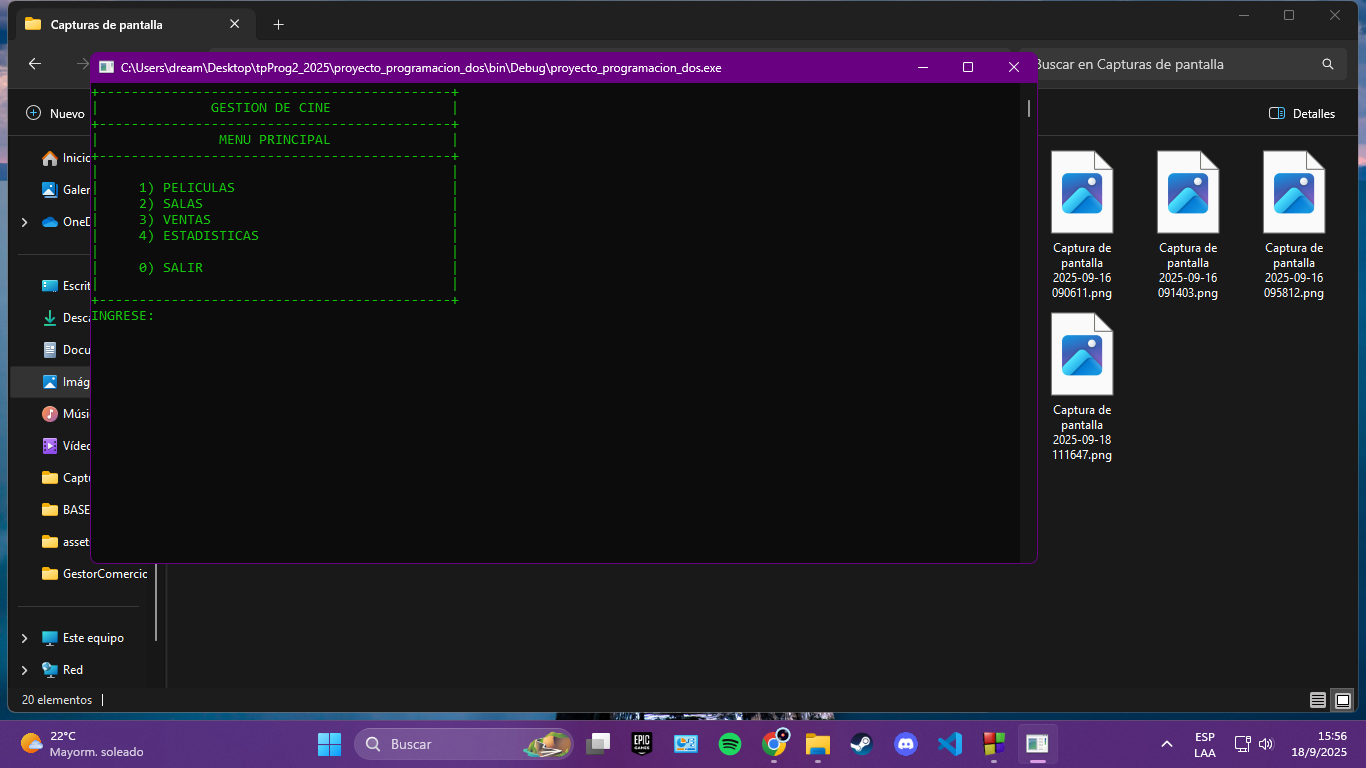 Capturas de pantalla
C:\Users\dream\Desktop\tpProg2_2025\proyecto_programacion_dos\bin\Debug\proyecto_programacion_dos.exe
Buscar en Capturas de pantalla
Nuevo
Detalles
+---------------------------------------------+
| GESTION DE CINE |
+---------------------------------------------+
| MENU PRINCIPAL |
+---------------------------------------------+
1) PELICULAS
2) SALAS
3) VENTAS
4) ESTADISTICAS
0) SALIR
+---------------------------------------------+
INGRESE:
Inicio
Galer
OneD
Escrit
Desca
Docu
Imág
Músi
Vídeo
Captu
BASE
assets
GestorComercio
Este equipo
Red
Captura de
pantalla
2025-09-16
090611.png
Captura de
pantalla
2025-09-16
091403.png
Captura de
pantalla
2025-09-16
095812.png
Captura de
pantalla
2025-09-18
111647.png
20 elementos
22°C
Mayorm. soleado
Buscar
EPIC
GAMES
ESP
LAA
15:56
18/9/2025